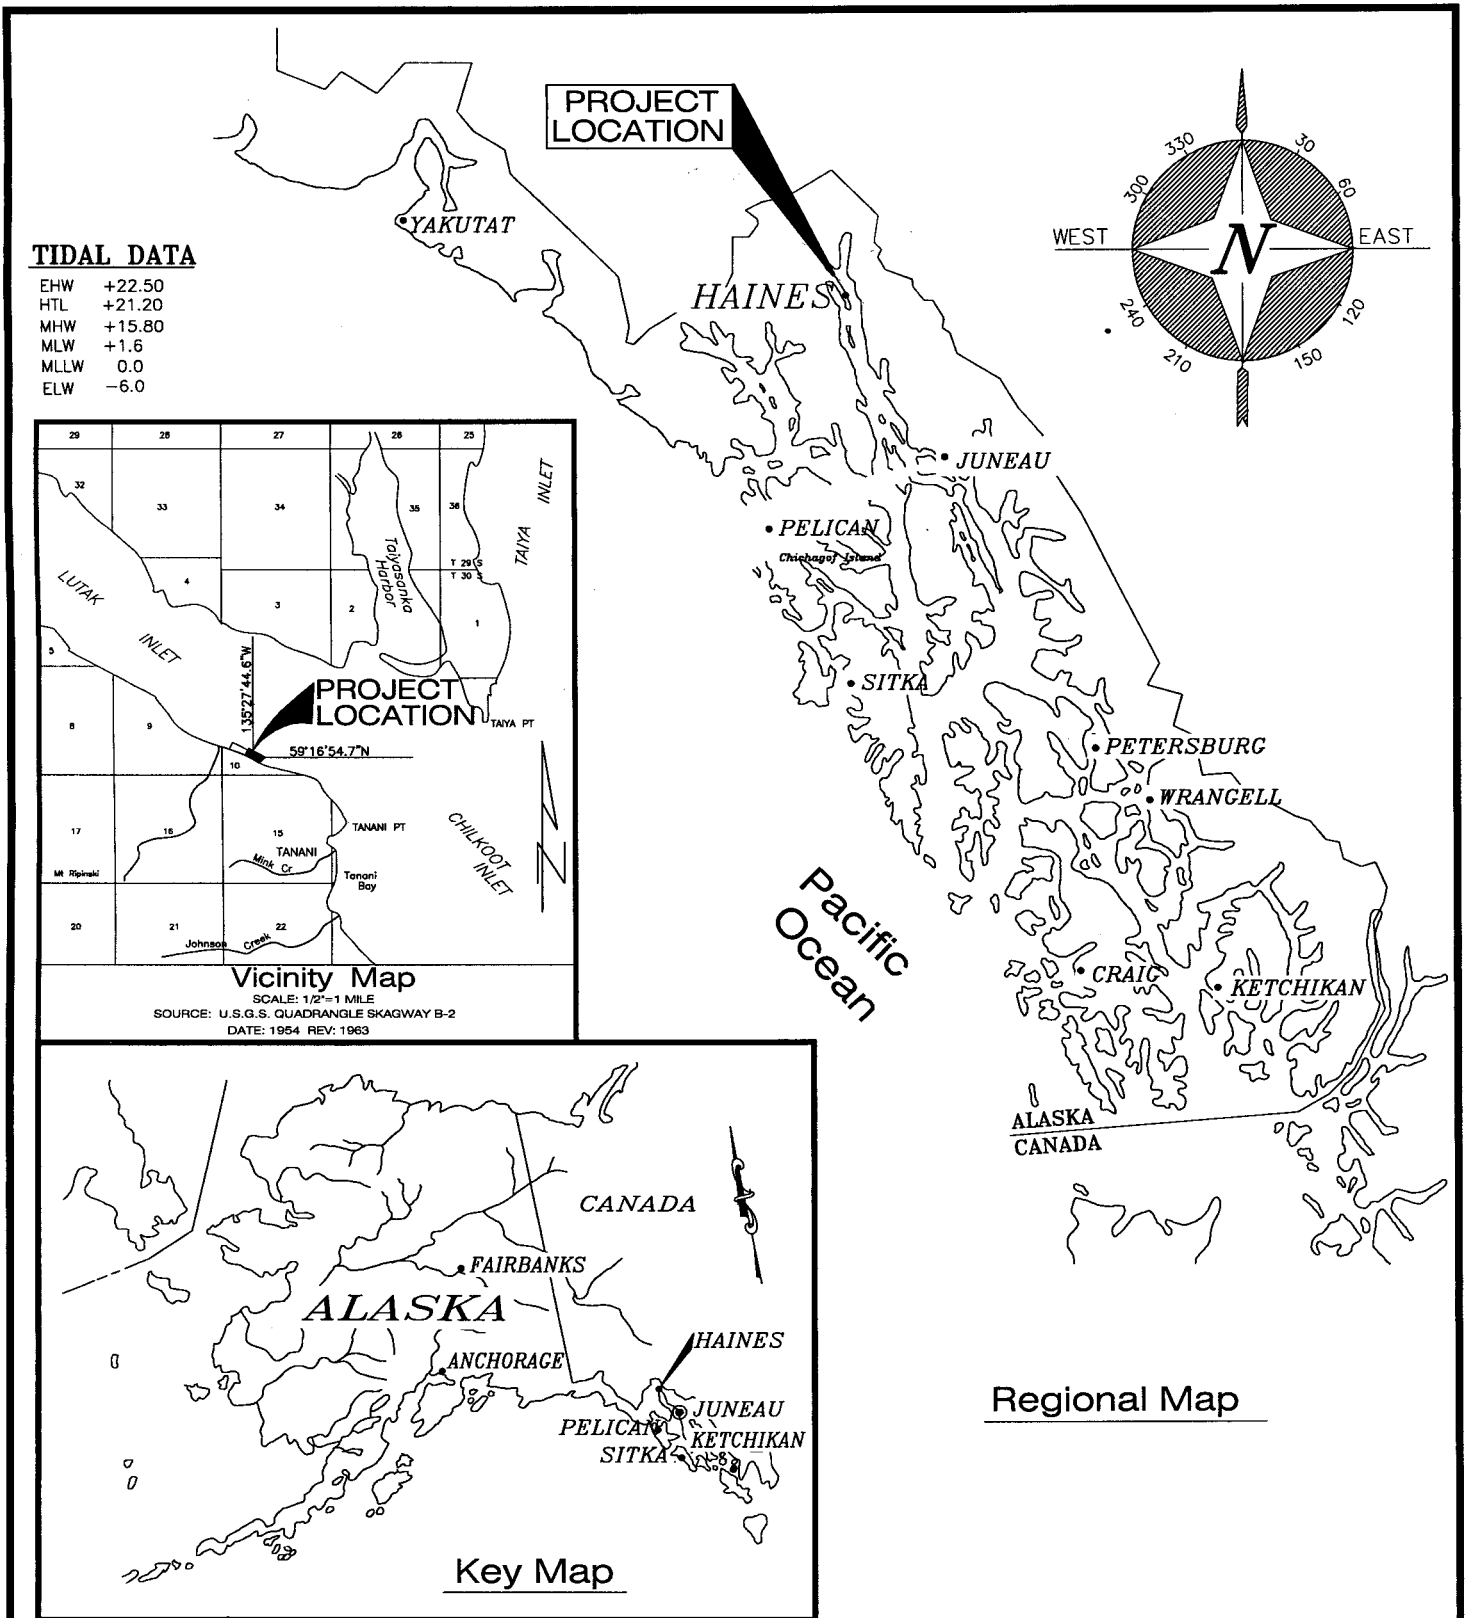 PROJECT
LOCATION
330
30
300
60
WEST
EAST
N
240
120
210
150
YAKUTAT
HAINES
JUNEAU
PELICAN
Chichagof Island
SITKA
PETERSBURG
WRANGELL
CRAIG
KETCHIKAN
Pacific
Ocean
ALASKA
CANADA
Regional Map
TIDAL DATA
EHW +22.50
HTL +21.20
MHW +15.80
MLW +1.6
MLLW 0.0
ELW -6.0
29 28 27 26 25
32
33
34
35
36
TAIYA INLET
Taiyasanka
Harbor
T 29 S
T 30 S
LUTAK
INLET
4
3
2
1
5
135°27'44.6"W
PROJECT
LOCATION
TAIYA PT
8
9
59°16'54.7"N
10
17
16
15
TANANI PT
TANANI
Mink Cr
CHILKOOT
INLET
Mt Ripinski
Tanani
Bay
20
21
22
Johnson Creek
N
Vicinity Map
SCALE: 1/2"=1 MILE
SOURCE: U.S.G.S. QUADRANGLE SKAGWAY B-2
DATE: 1954 REV: 1963
CANADA
FAIRBANKS
ALASKA
HAINES
ANCHORAGE
JUNEAU
PELICAN
KETCHIKAN
SITKA
Key Map